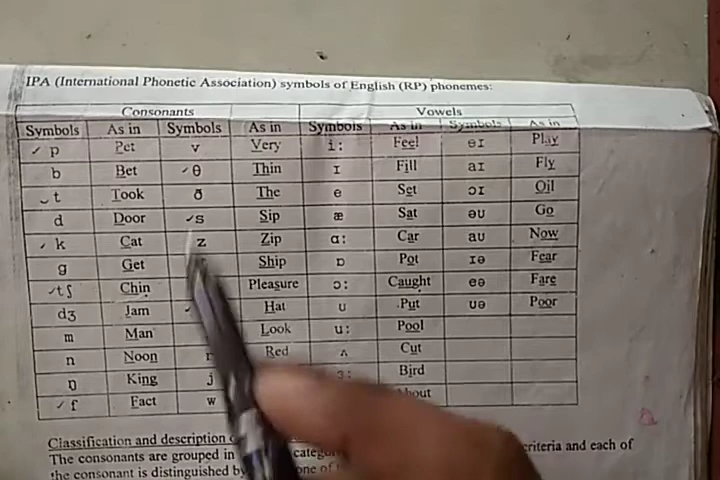 IPA (International Phonetic Association) symbols of English (RP) phonemes:
Consonants Vowels
Symbols As in Symbols As in Symbols As in Symbols As in
p Pet v Very i: Feel eɪ Play
b Bet θ Thin ɪ Fill aɪ Fly
t Took ð The e Set ɔɪ Oil
d Door s Sip æ Sat əʊ Go
k Cat z Zip ɑ: Car aʊ Now
g Get Ship ɒ Pot ɪə Fear
tʃ Chin Pleasure ɔ: Caught eə Fare
dʒ Jam Hat ʊ Put ʊə Poor
m Man Look u: Pool
n Noon r Red ʌ Cut
ŋ King j ɜ: Bird
f Fact w About
Classification and description
The consonants are grouped in criteria and each of
the consonant is distinguished by one of